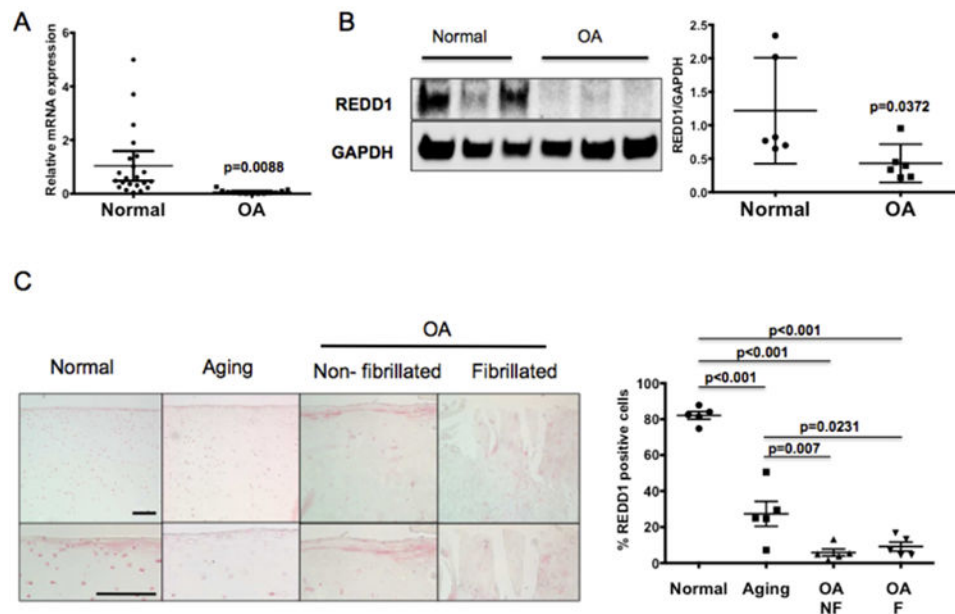 A
Relative mRNA expression
6
4
2
0
p=0.0088
Normal OA
B
Normal OA
REDD1
GAPDH
REDD1/GAPDH
2.5
2.0
1.5
1.0
0.5
0.0
p=0.0372
Normal OA
C
OA
Normal Aging Non- fibrillated Fibrillated
% REDD1 positive cells
100
80
60
40
20
0
p<0.001
p<0.001
p<0.001
p=0.0231
p=0.007
Normal Aging OA OA
NF F